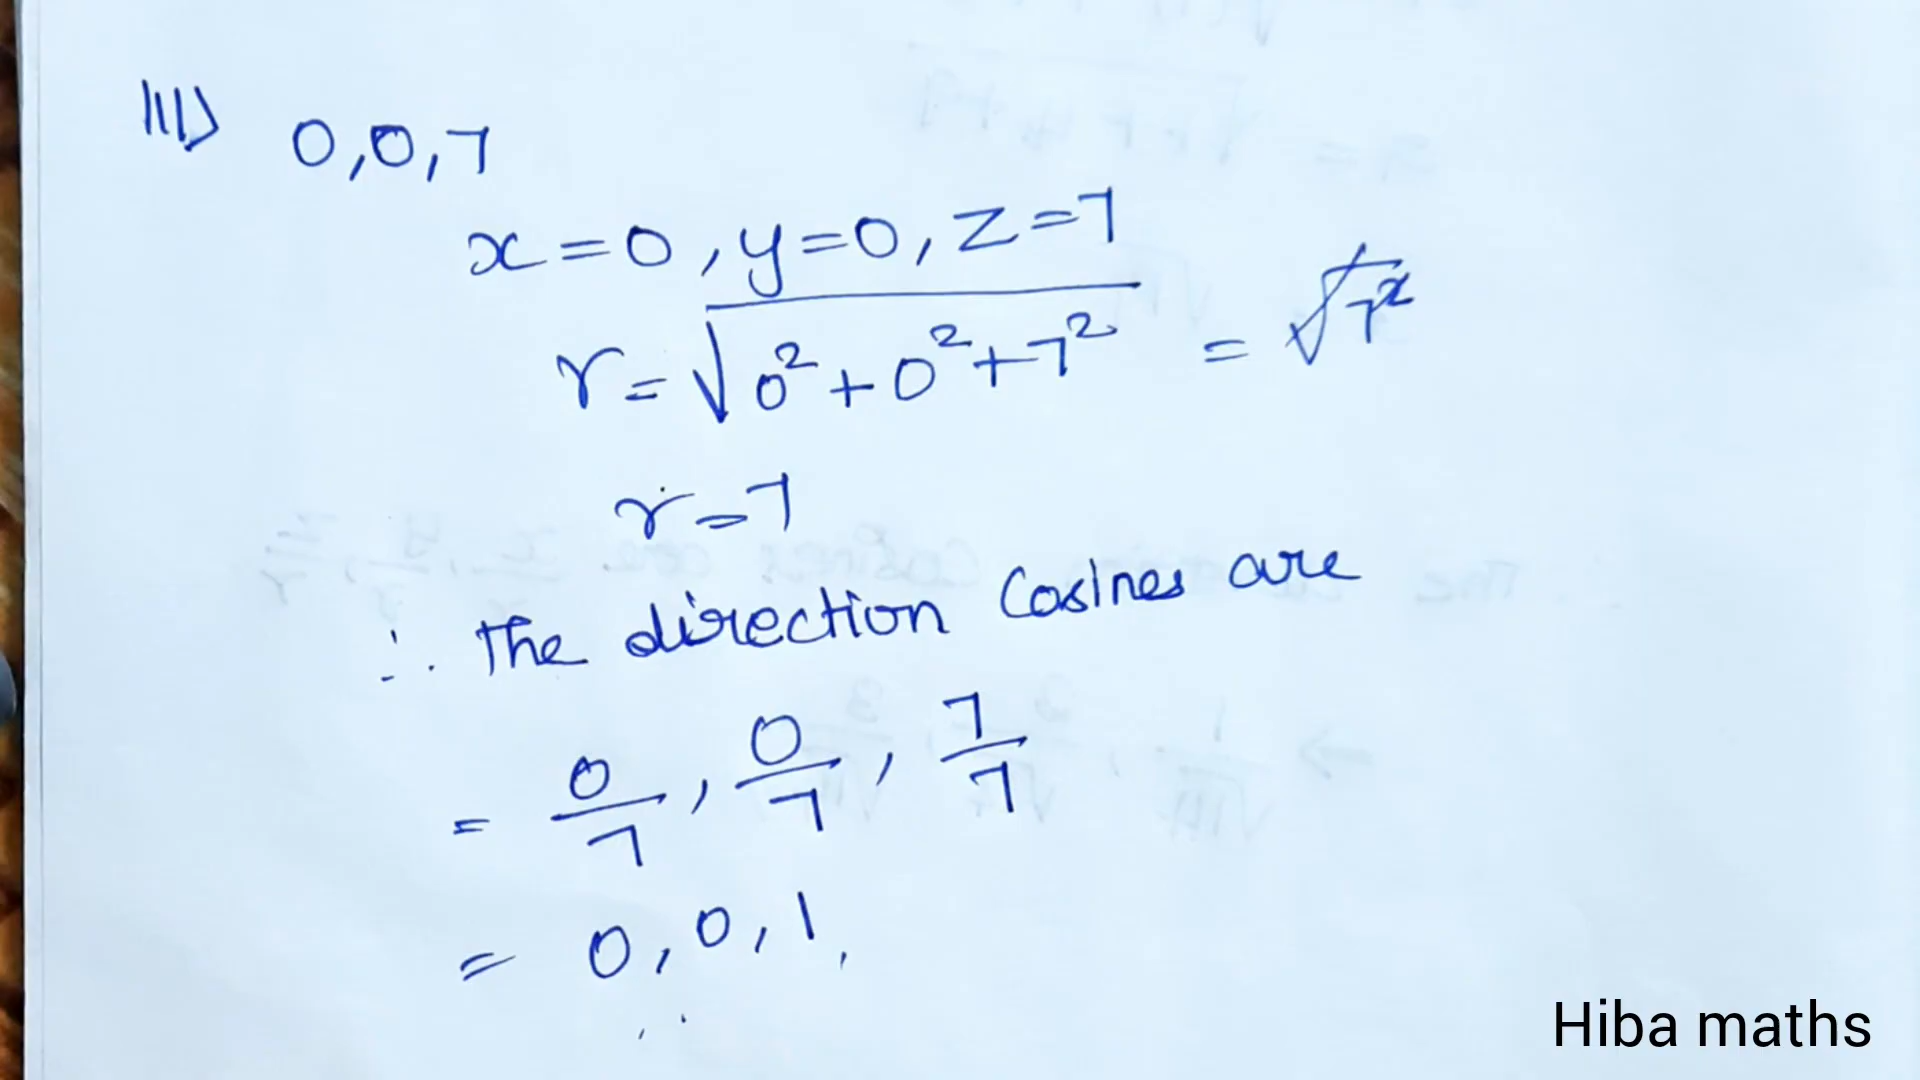 III) 0,0,7
x=0, y=0, z=7
r=√0²+0²+7² = √7²
r=7
∴ The direction cosines are
= 0/7, 0/7, 7/7
= 0, 0, 1,
Hiba maths